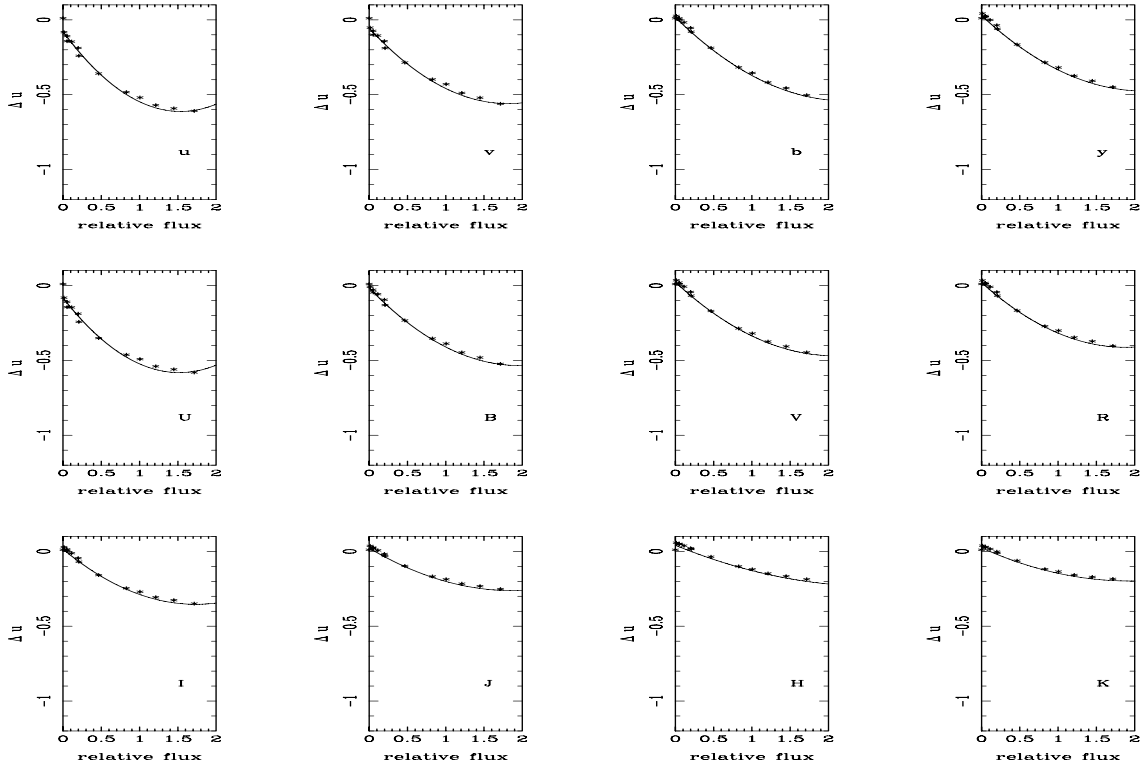 0 0 0 0
-0.5 -0.5 -0.5 -0.5
Δu Δu Δu Δu
u v b y
-1 -1 -1 -1
0 0.5 1 1.5 2 0 0.5 1 1.5 2 0 0.5 1 1.5 2 0 0.5 1 1.5 2
relative flux relative flux relative flux relative flux
0 0 0 0
-0.5 -0.5 -0.5 -0.5
Δu Δu Δu Δu
U B V R
-1 -1 -1 -1
0 0.5 1 1.5 2 0 0.5 1 1.5 2 0 0.5 1 1.5 2 0 0.5 1 1.5 2
relative flux relative flux relative flux relative flux
0 0 0 0
-0.5 -0.5 -0.5 -0.5
Δu Δu Δu Δu
I J H K
-1 -1 -1 -1
0 0.5 1 1.5 2 0 0.5 1 1.5 2 0 0.5 1 1.5 2 0 0.5 1 1.5 2
relative flux relative flux relative flux relative flux